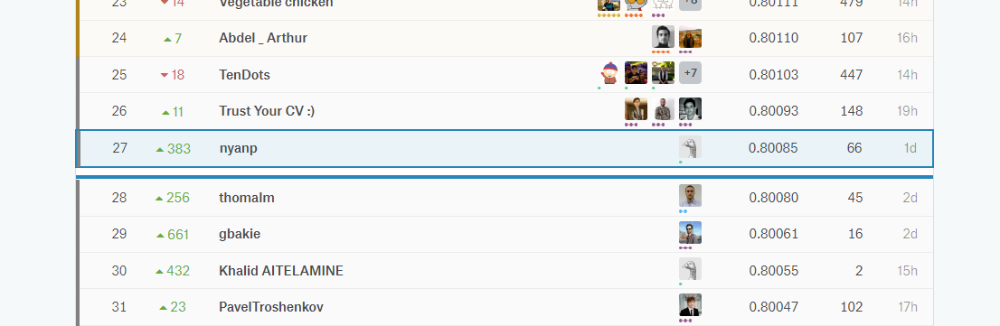 23 14 Vegetable chicken +6 0.80111 479 14h
24 7 Abdel _ Arthur 0.80110 107 16h
25 18 TenDots +7 0.80103 447 14h
26 11 Trust Your CV :) 0.80093 148 19h
27 383 nyanp 0.80085 66 1d
28 256 thomalm 0.80080 45 2d
29 661 gbakie 0.80061 16 2d
30 432 Khalid AITELAMINE 0.80055 2 15h
31 23 PavelTroshenkov 0.80047 102 17h